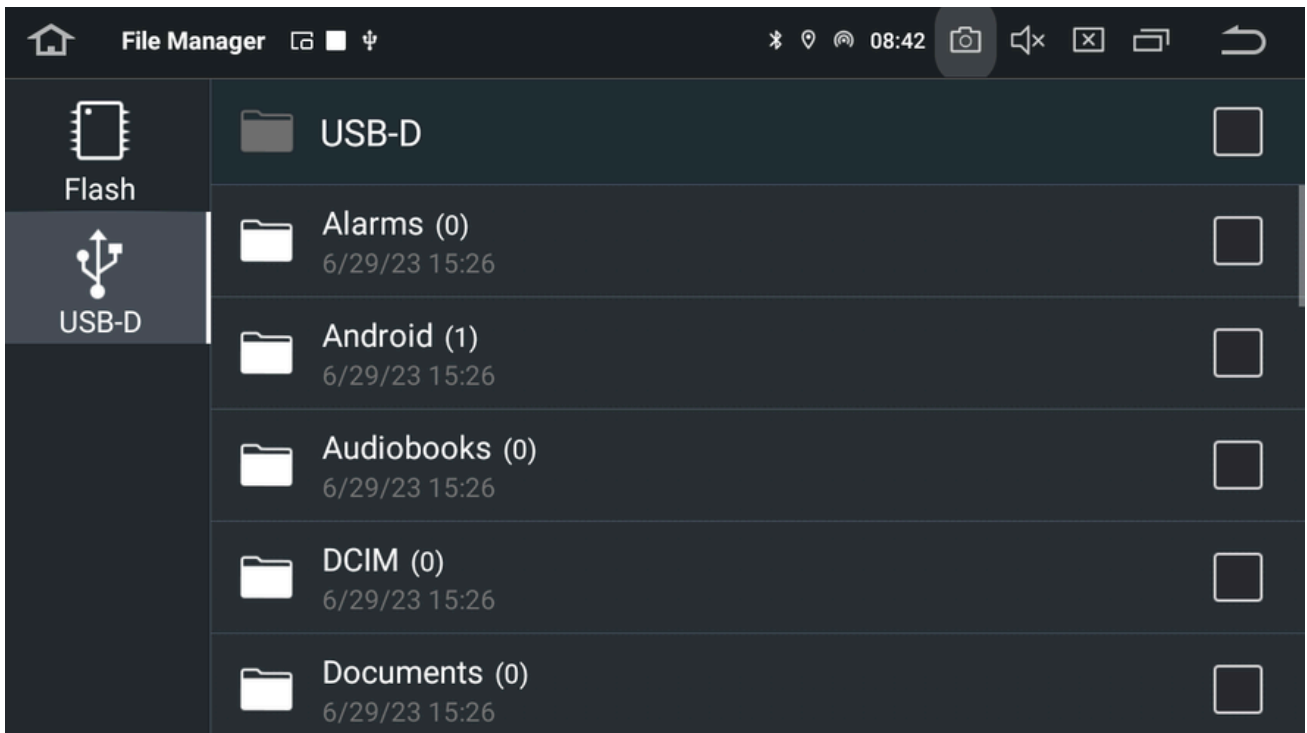 File Manager 08:42
Flash
USB-D
USB-D
Alarms (0)
6/29/23 15:26
Android (1)
6/29/23 15:26
Audiobooks (0)
6/29/23 15:26
DCIM (0)
6/29/23 15:26
Documents (0)
6/29/23 15:26